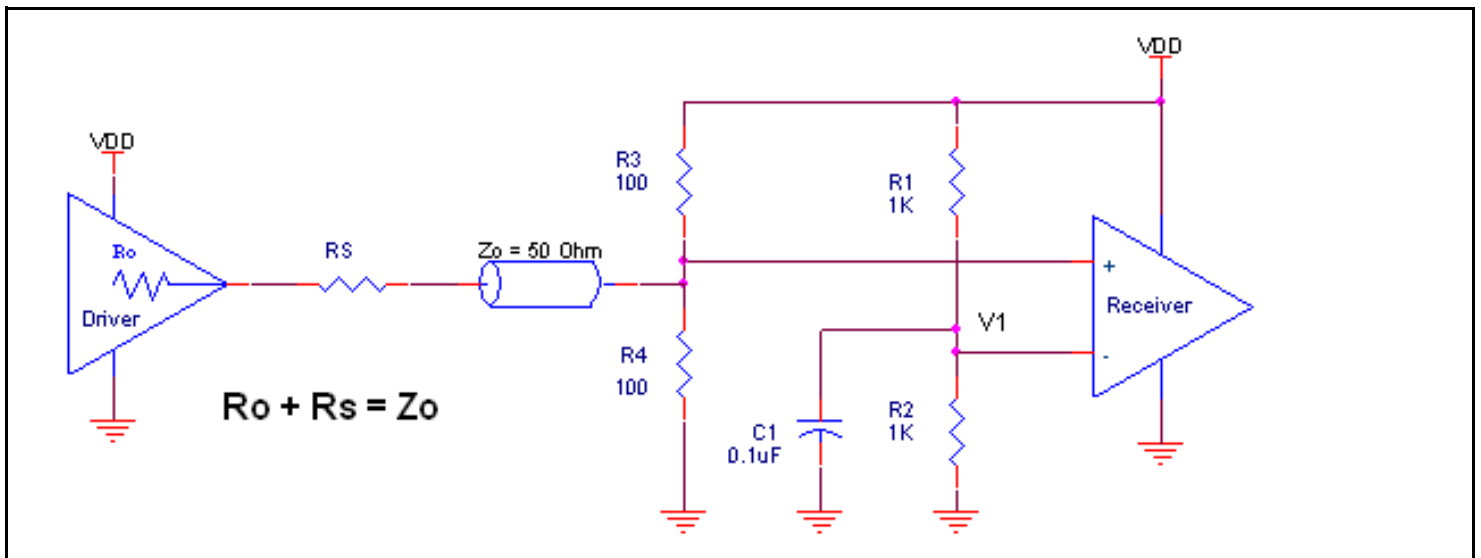 VDD
VDD
R3
100
R1
1K
Ro
RS
Zo = 50 Ohm
+
Driver
Receiver
V1
R4
100
-
Ro + Rs = Zo
R2
1K
C1
0.1uF